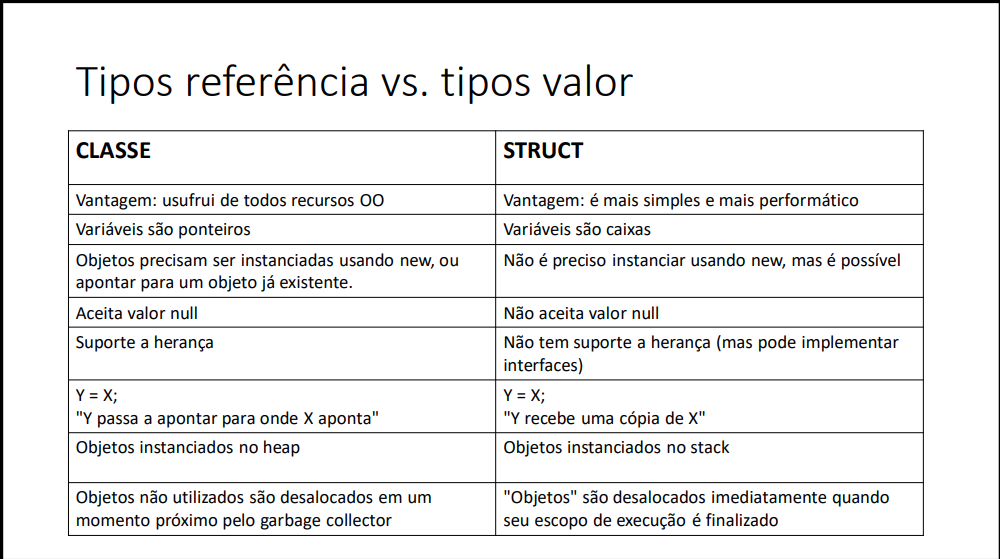 Tipos referência vs. tipos valor
CLASSE
STRUCT
Vantagem: usufrui de todos recursos OO
Vantagem: é mais simples e mais performático
Variáveis são ponteiros
Variáveis são caixas
Objetos precisam ser instanciadas usando new, ou
apontar para um objeto já existente.
Não é preciso instanciar usando new, mas é possível
Aceita valor null
Não aceita valor null
Suporte a herança
Não tem suporte a herança (mas pode implementar
interfaces)
Y = X;
"Y passa a apontar para onde X aponta"
Y = X;
"Y recebe uma cópia de X"
Objetos instanciados no heap
Objetos instanciados no stack
Objetos não utilizados são desalocados em um
momento próximo pelo garbage collector
"Objetos" são desalocados imediatamente quando
seu escopo de execução é finalizado